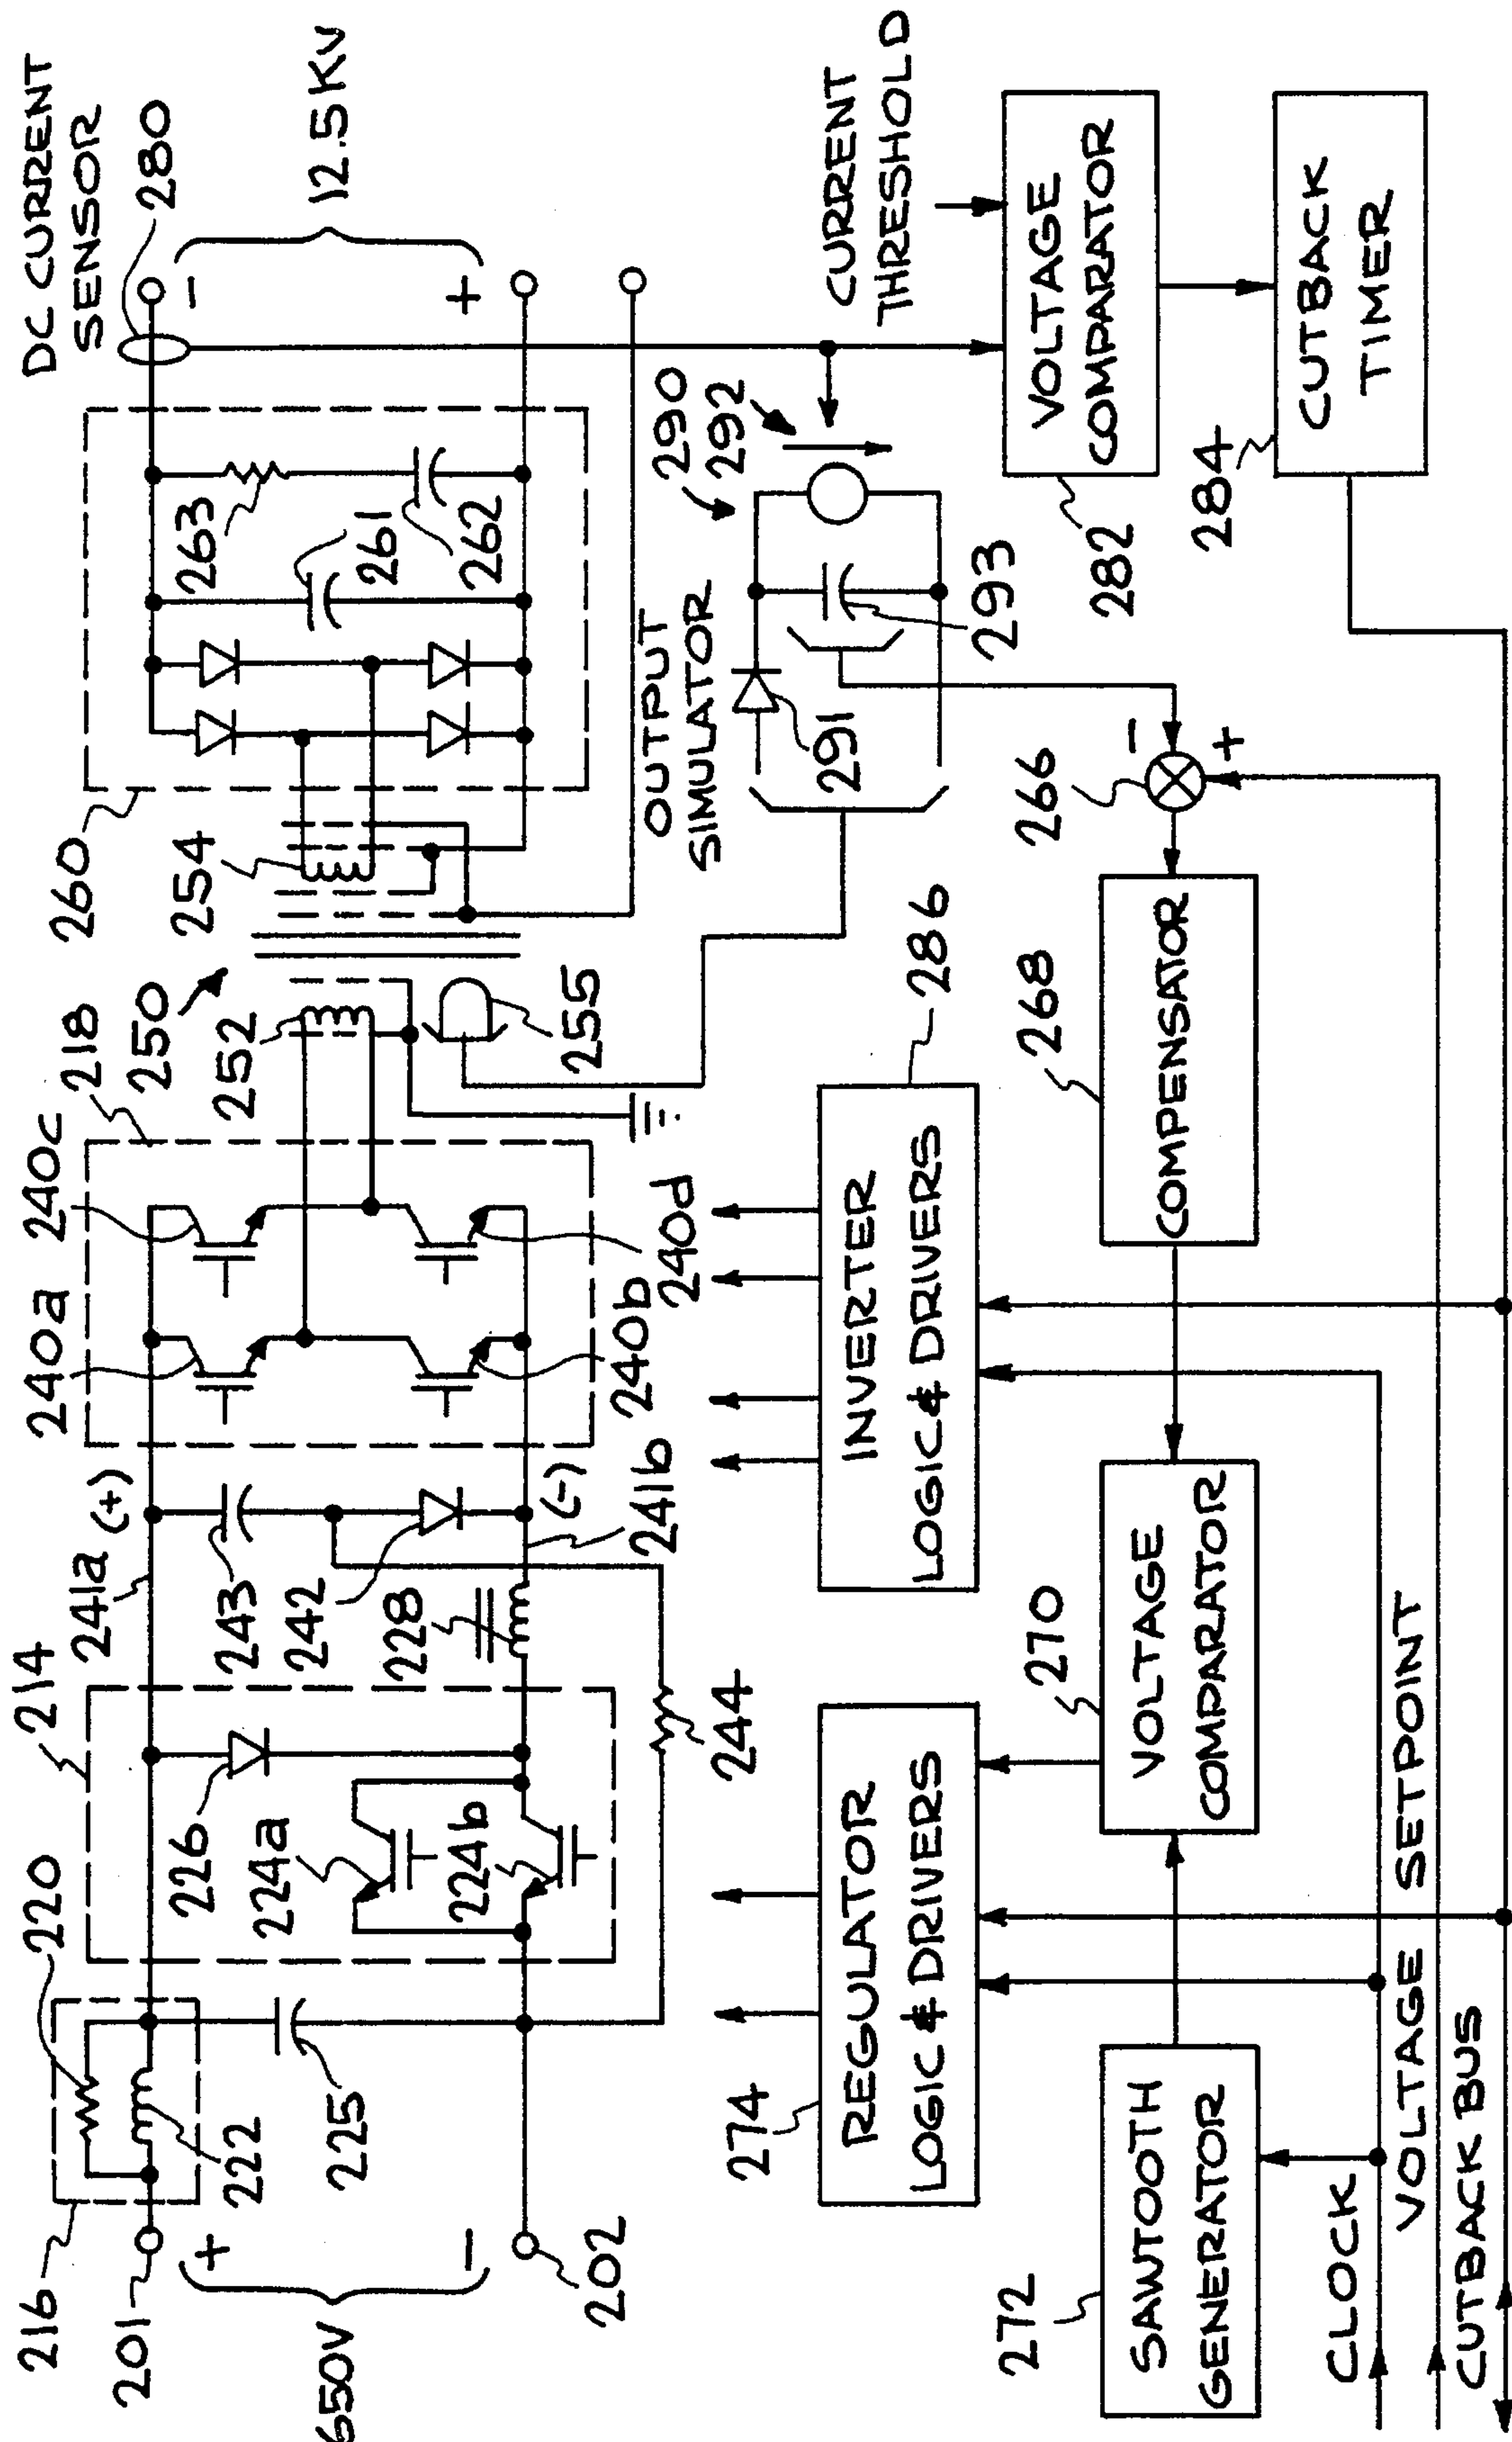 DC CURRENT
SENSOR
280
12.5KV
-
+
260
254
263
261
262
218
250
252
255
240a
240c
240b
240d
241a
(+)
(-)
241b
243
242
228
214
220
226
224a
224b
244
216
201
222
225
+
-
650V
202
OUTPUT
SIMULATOR
290
292
291
293
CURRENT
THRESHOLD
VOLTAGE
COMPARATOR
282
CUTBACK
TIMER
284
INVERTER
LOGIC & DRIVERS
286
REGULATOR
LOGIC & DRIVERS
274
266
-
+
COMPENSATOR
268
VOLTAGE
COMPARATOR
270
SAWTOOTH
GENERATOR
272
CLOCK
VOLTAGE SETPOINT
CUTBACK BUS